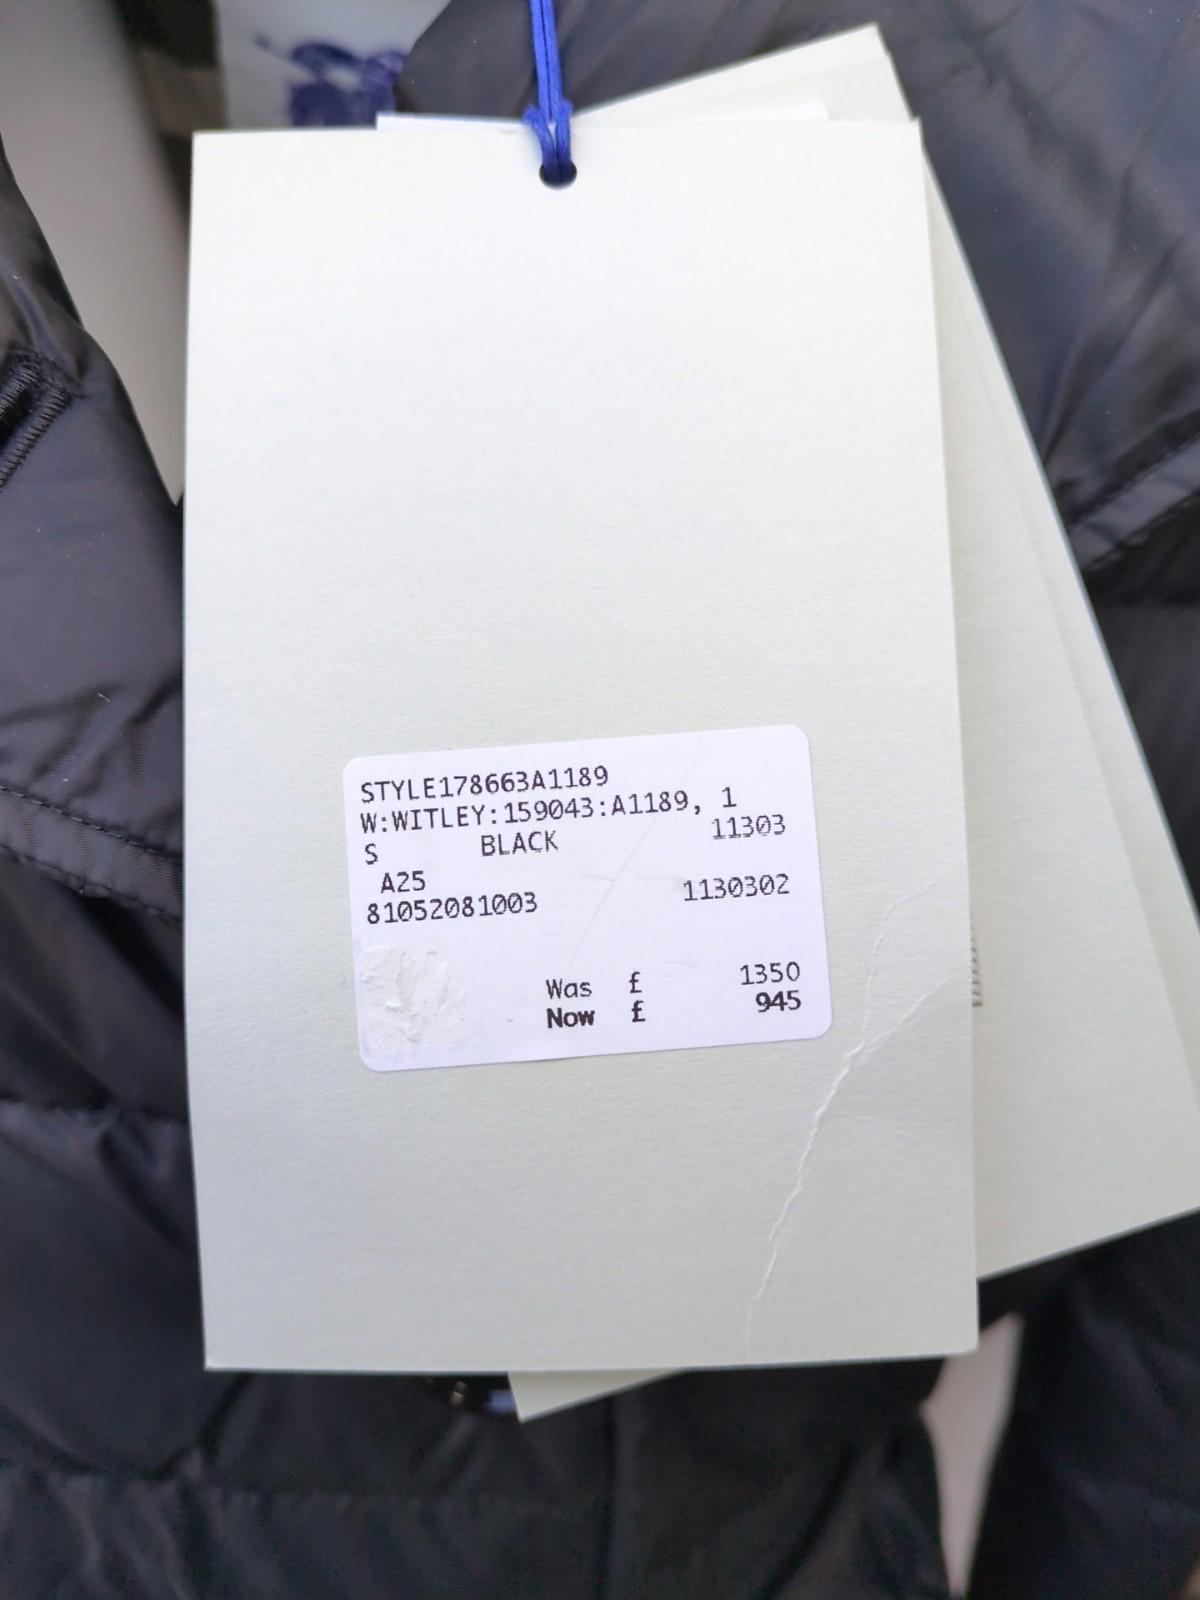 STYLE178663A1189
W:WITLEY:159043:A1189, 1
S BLACK 11303
A25
81052081003 1130302
Was £ 1350
Now £ 945